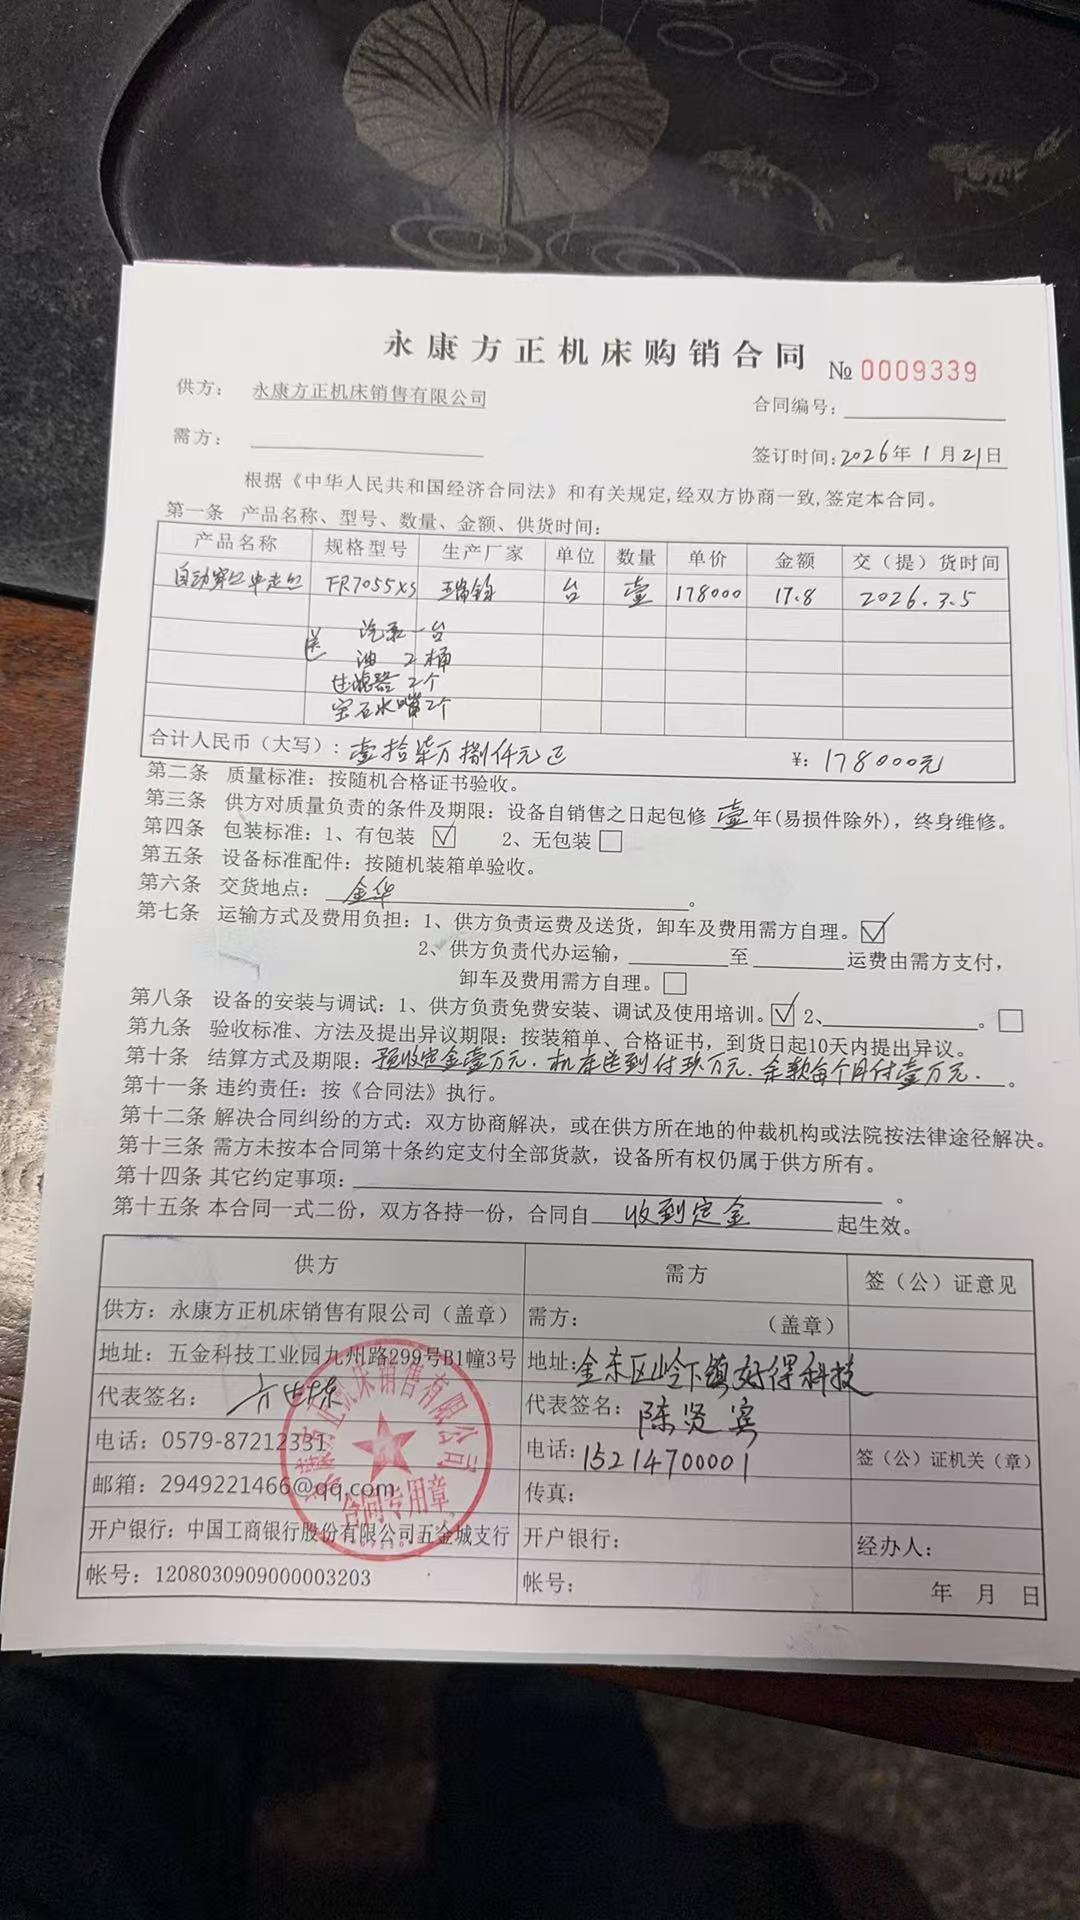 永康方正机床购销合同
№ 0009339
供方： 永康方正机床销售有限公司
合同编号：
需方：
签订时间：2026年1月21日
根据《中华人民共和国经济合同法》和有关规定,经双方协商一致,签定本合同。
第一条 产品名称、型号、数量、金额、供货时间：
产品名称 规格型号 生产厂家 单位 数量 单价 金额 交（提）货时间
自动穿孔中走丝 FR7055XS 瑞钧 台 壹 178000 17.8 2026.3.5
送 汽泵一台
油 2桶
过滤器 2个
宝石水嘴2个
合计人民币（大写）：壹拾柒万捌仟元正 ¥：178000元
第二条 质量标准：按随机合格证书验收。
第三条 供方对质量负责的条件及期限：设备自销售之日起包修 壹 年(易损件除外)，终身维修。
第四条 包装标准：1、有包装 ☑ 2、无包装 □
第五条 设备标准配件：按随机装箱单验收。
第六条 交货地点： 金华 。
第七条 运输方式及费用负担：1、供方负责运费及送货，卸车及费用需方自理。☑
2、供方负责代办运输，________至________运费由需方支付，
卸车及费用需方自理。□
第八条 设备的安装与调试：1、供方负责免费安装、调试及使用培训。☑ 2、________。□
第九条 验收标准、方法及提出异议期限：按装箱单、合格证书，到货日起10天内提出异议。
第十条 结算方式及期限：预收定金壹万元．机床送到付玖万元．余款每个月付壹万元．。
第十一条 违约责任：按《合同法》执行。
第十二条 解决合同纠纷的方式：双方协商解决，或在供方所在地的仲裁机构或法院按法律途径解决。
第十三条 需方未按本合同第十条约定支付全部货款，设备所有权仍属于供方所有。
第十四条 其它约定事项：________。
第十五条 本合同一式二份，双方各持一份，合同自 收到定金 起生效。
供方 需方 签（公）证意见
供方：永康方正机床销售有限公司（盖章） 需方： （盖章）
地址：五金科技工业园九州路299号B1幢3号 地址：金东区岭下镇好得科技
代表签名： 代表签名：陈贤宾
电话：0579-87212331 电话：15214700001 签（公）证机关（章）
邮箱：2949221466@qq.com 传真：
开户银行：中国工商银行股份有限公司五金城支行 开户银行： 经办人：
帐号：1208030909000003203 帐号： 年 月 日
永康方正机床销售有限公司
合同专用章